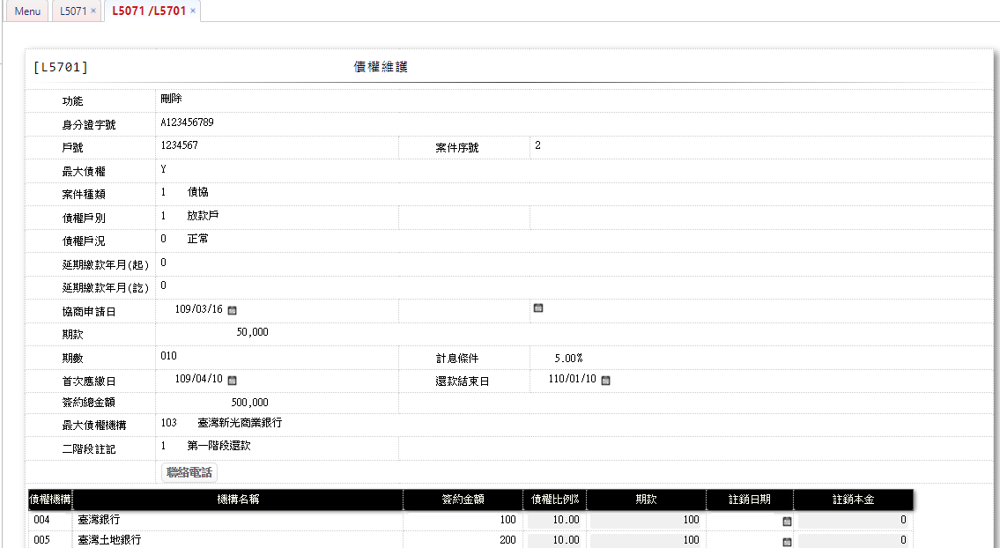 Menu L5071 × L5071 /L5701 ×
[L5701] 債權維護
功能 刪除
身分證字號 A123456789
戶號 1234567 案件序號 2
最大債權 Y
案件種類 1 債協
債權戶別 1 放款戶
債權戶況 0 正常
延期繳款年月(起) 0
延期繳款年月(訖) 0
協商申請日 109/03/16
期款 50,000
期數 010 計息條件 5.00%
首次應繳日 109/04/10 還款結束日 110/01/10
簽約總金額 500,000
最大債權機構 103 臺灣新光商業銀行
二階段註記 1 第一階段還款
聯絡電話
債權機構 機構名稱 簽約金額 債權比例% 期款 註銷日期 註銷本金
004 臺灣銀行 100 10.00 100 0
005 臺灣土地銀行 200 10.00 100 0